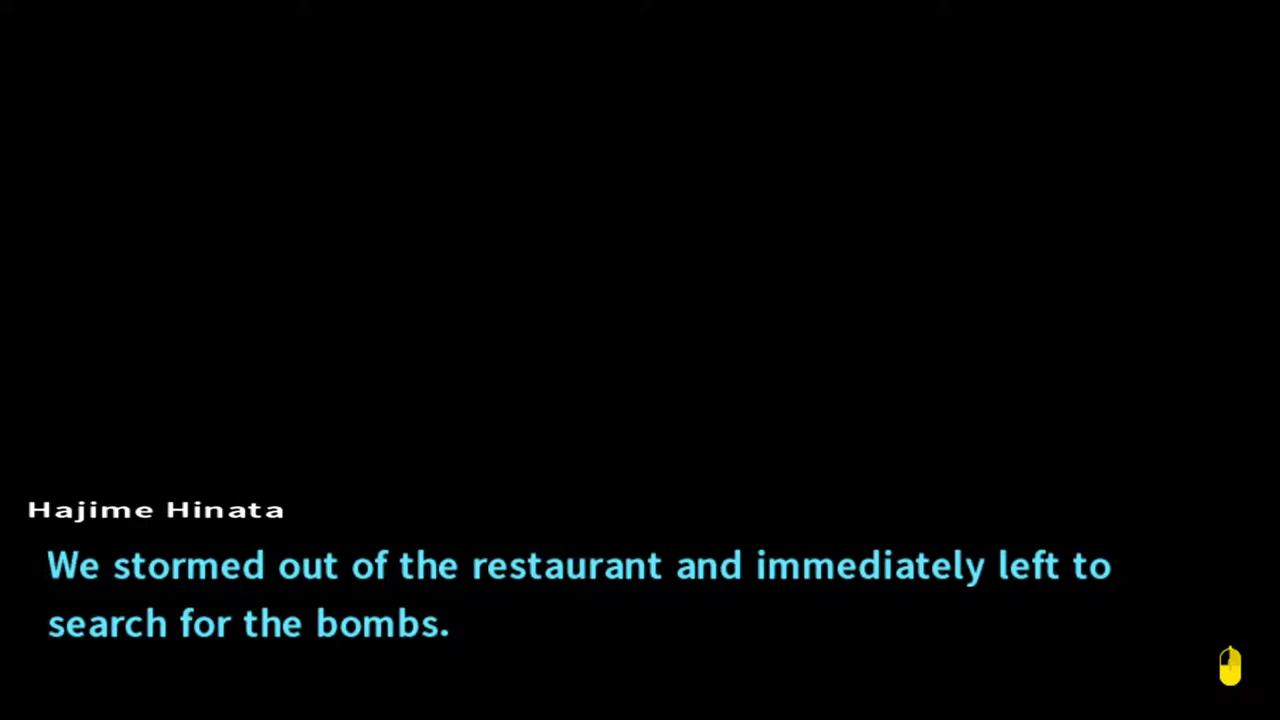 Hajime Hinata
We stormed out of the restaurant and immediately left to
search for the bombs.